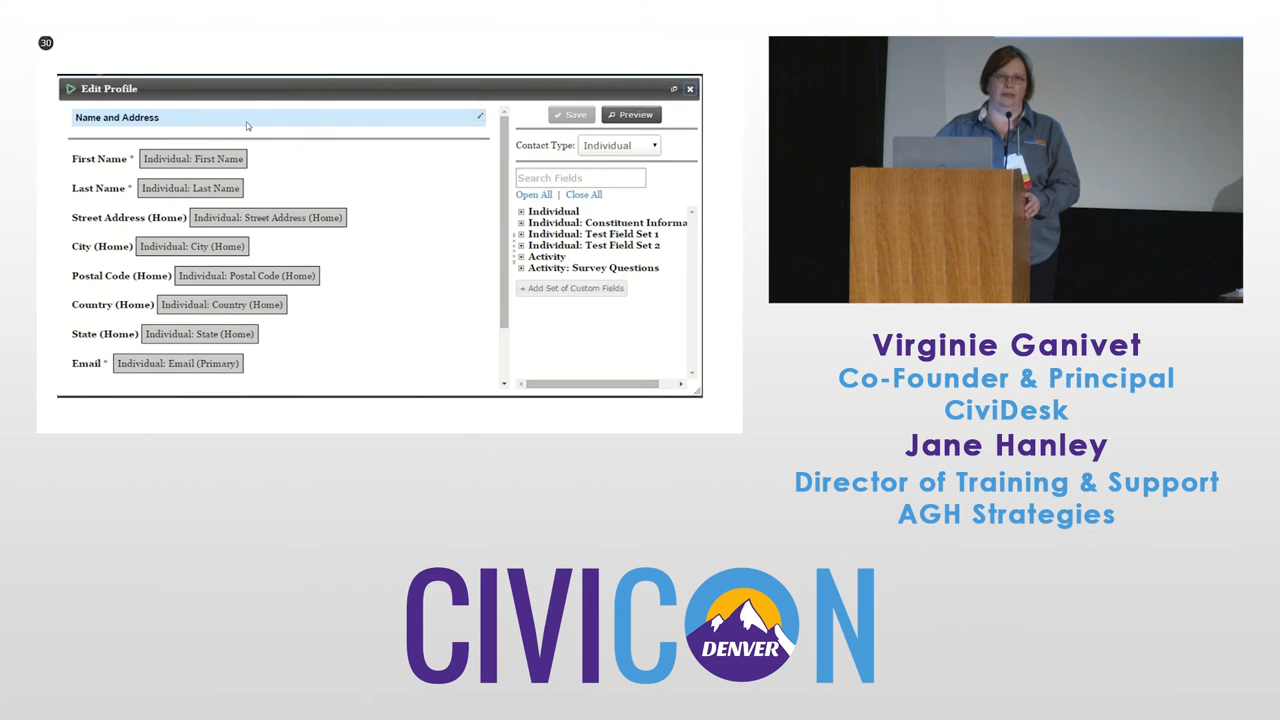 30
Edit Profile
Name and Address
First Name * Individual: First Name
Last Name * Individual: Last Name
Street Address (Home) Individual: Street Address (Home)
City (Home) Individual: City (Home)
Postal Code (Home) Individual: Postal Code (Home)
Country (Home) Individual: Country (Home)
State (Home) Individual: State (Home)
Email * Individual: Email (Primary)
Save Preview
Contact Type: Individual
Search Fields
Open All | Close All
Individual
Individual: Constituent Informa
Individual: Test Field Set 1
Individual: Test Field Set 2
Activity
Activity: Survey Questions
+ Add Set of Custom Fields
Virginie Ganivet
Co-Founder & Principal
CiviDesk
Jane Hanley
Director of Training & Support
AGH Strategies
CIVICON
DENVER